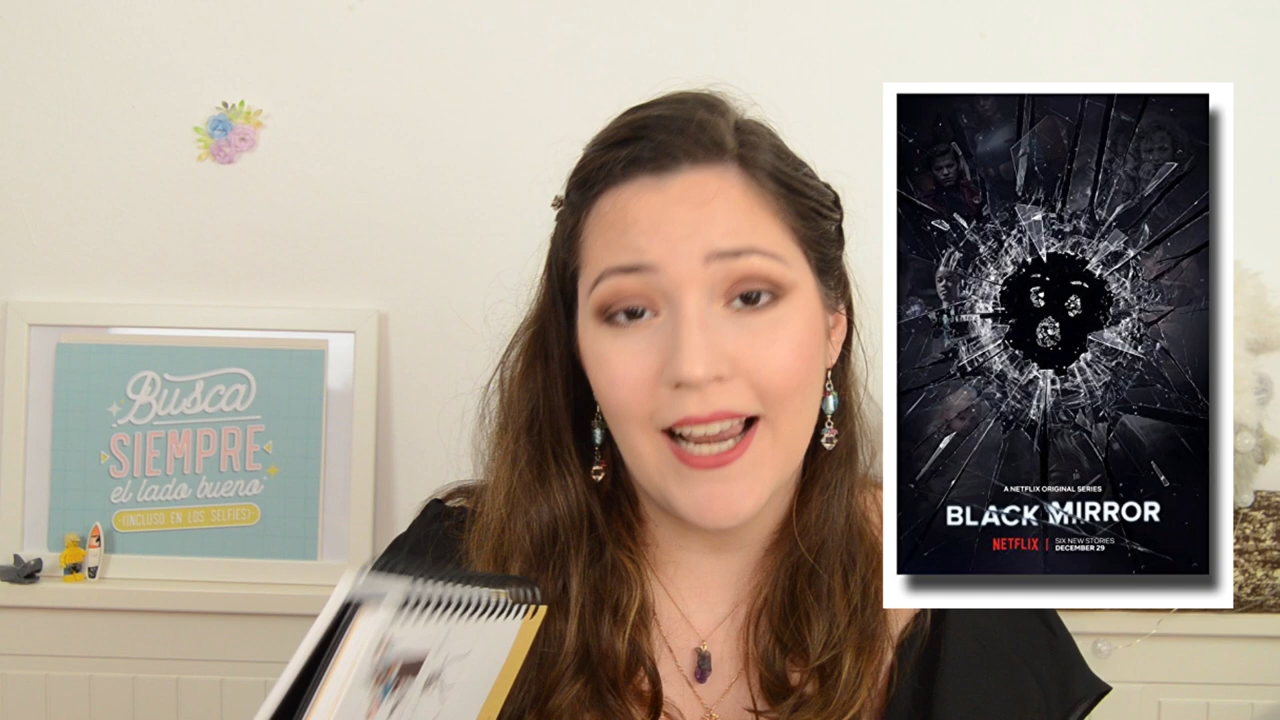 Busca
SIEMPRE
el lado bueno
(INCLUSO EN LOS SELFIES)
A NETFLIX ORIGINAL SERIES
BLACK MIRROR
NETFLIX | SIX NEW STORIES
DECEMBER 29